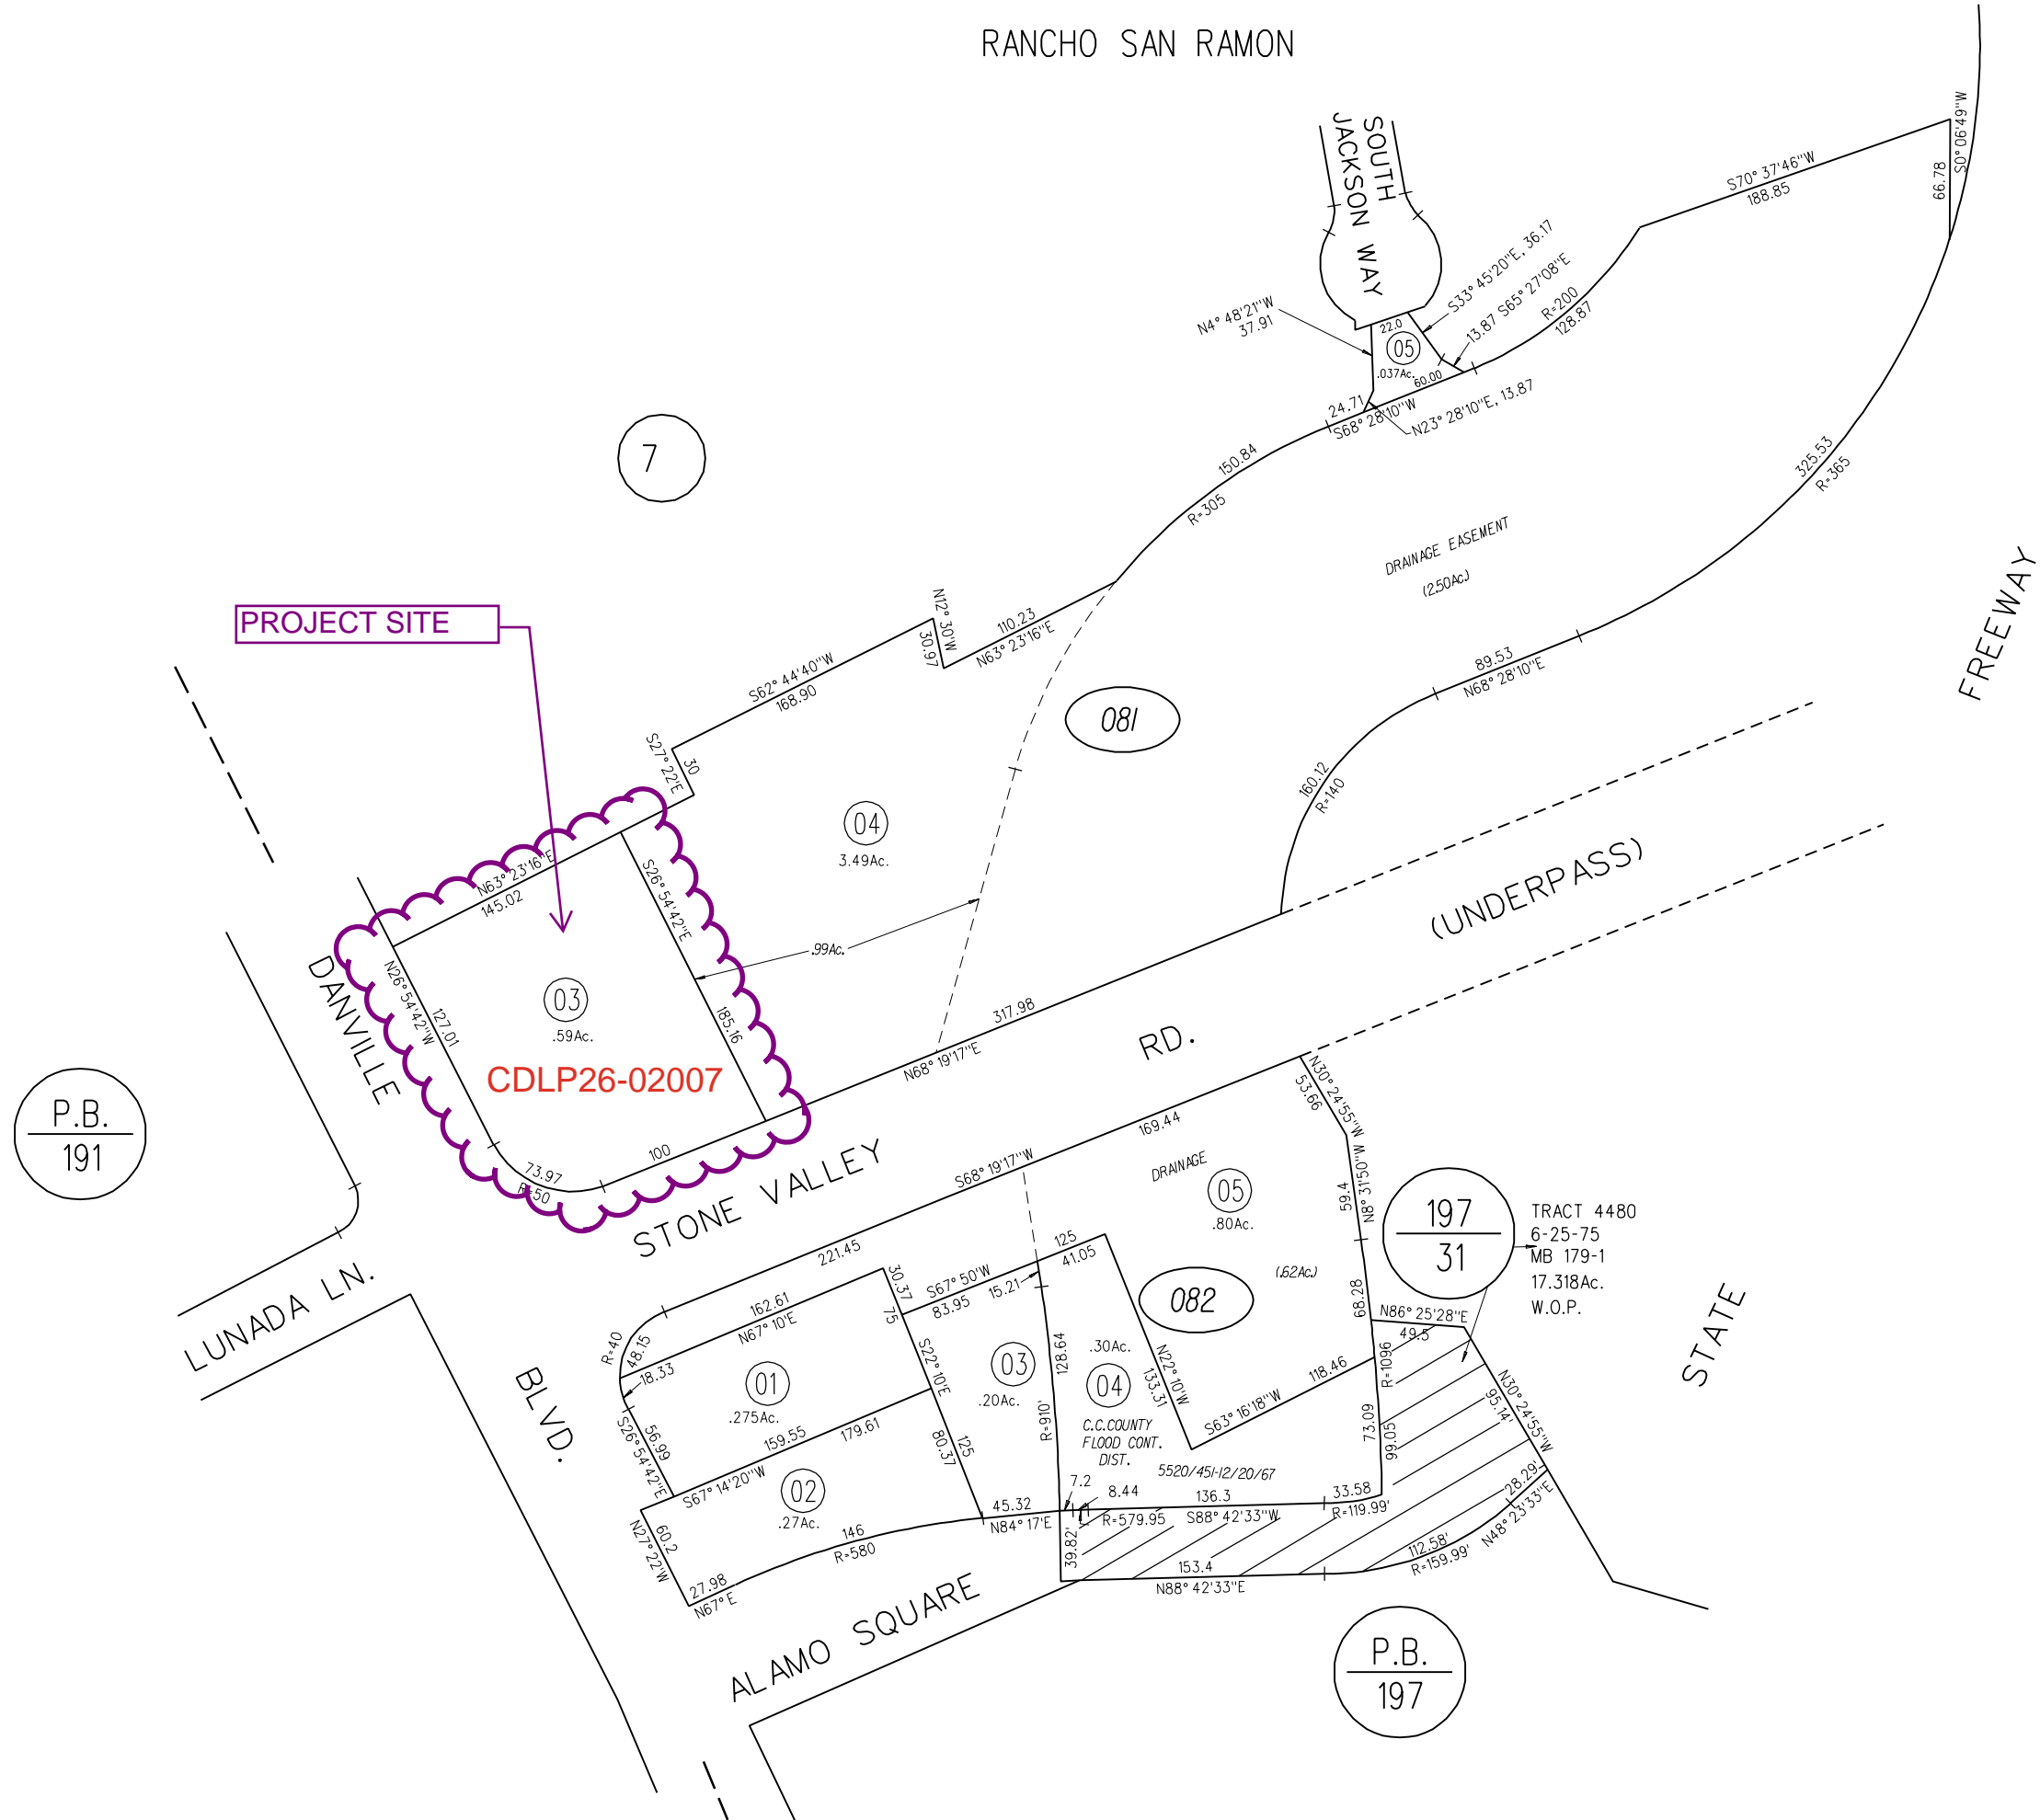 RANCHO SAN RAMON
SOUTH
JACKSON WAY
S0° 06'49"W
66.78
S70° 37'46"W
188.85
N4° 48'21"W
37.91
S33° 45'20"E, 36.17
13.87 S65° 27'08"E
R=200
128.87
22.0
05
.037Ac.
60.00
24.71
S68° 28'10"W
N23° 28'10"E, 13.87
7
150.84
R=305
325.53
R=365
DRAINAGE EASEMENT
(2.50Ac.)
FREEWAY
PROJECT SITE
N12° 30'W
30.97
110.23
N63° 23'16"E
S62° 44'40"W
168.90
89.53
N68° 28'10"E
081
S27° 22'E
30
160.12
R=140
04
3.49Ac.
N63° 23'16"E
145.02
S26° 54'42"E
185.16
.99Ac.
(UNDERPASS)
DANVILLE
N26° 54'42"W
127.01
03
.59Ac.
CDLP26-02007
317.98
N68° 19'17"E
RD.
P.B.
191
73.97
R=50
100
STONE VALLEY
S68° 19'17"W
169.44
221.45
N30° 24'55"W
53.66
DRAINAGE
05
.80Ac.
(.62Ac.)
59.4
N8° 31'50"W
197
31
TRACT 4480
6-25-75
MB 179-1
17.318Ac.
W.O.P.
LUNADA LN.
BLVD.
R=40
48.15
18.33
162.61
N67° 10'E
30.37
75
S67° 50'W
83.95
15.21
125
41.05
082
68.28
N86° 25'28"E
49.5
STATE
01
.275Ac.
S22° 10'E
03
.20Ac.
128.64
R=910'
.30Ac.
04
N22° 10'W
133.31
118.46
S63° 16'18"W
R=1096
73.09
99.05
N30° 24'55"W
95.14'
56.99
S26° 54'42"E
159.55
179.61
S67° 14'20"W
80.37
125
C.C.COUNTY
FLOOD CONT.
DIST.
5520/451-12/20/67
02
.27Ac.
60.2
N27° 22'W
27.98
N67° E
146
R=580
45.32
N84° 17'E
7.2
8.44
R=579.95
136.3
S88° 42'33"W
33.58
R=119.99'
39.82'
153.4
N88° 42'33"E
112.58'
R=159.99'
28.29'
N48° 23'33"E
ALAMO SQUARE
P.B.
197